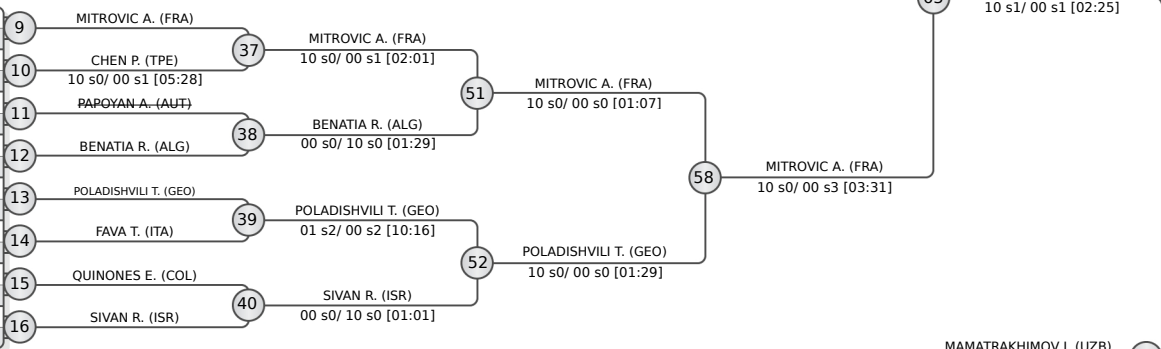 10 s1/ 00 s1 [02:25]
9
MITROVIC A. (FRA)
37
MITROVIC A. (FRA)
10 s0/ 00 s1 [02:01]
10
CHEN P. (TPE)
10 s0/ 00 s1 [05:28]
51
MITROVIC A. (FRA)
10 s0/ 00 s0 [01:07]
11
PAPOYAN A. (AUT)
38
BENATIA R. (ALG)
00 s0/ 10 s0 [01:29]
12
BENATIA R. (ALG)
58
MITROVIC A. (FRA)
10 s0/ 00 s3 [03:31]
13
POLADISHVILI T. (GEO)
39
POLADISHVILI T. (GEO)
01 s2/ 00 s2 [10:16]
14
FAVA T. (ITA)
52
POLADISHVILI T. (GEO)
10 s0/ 00 s0 [01:29]
15
QUINONES E. (COL)
40
SIVAN R. (ISR)
00 s0/ 10 s0 [01:01]
16
SIVAN R. (ISR)
MAMATRAKHIMOV I. (UZB)